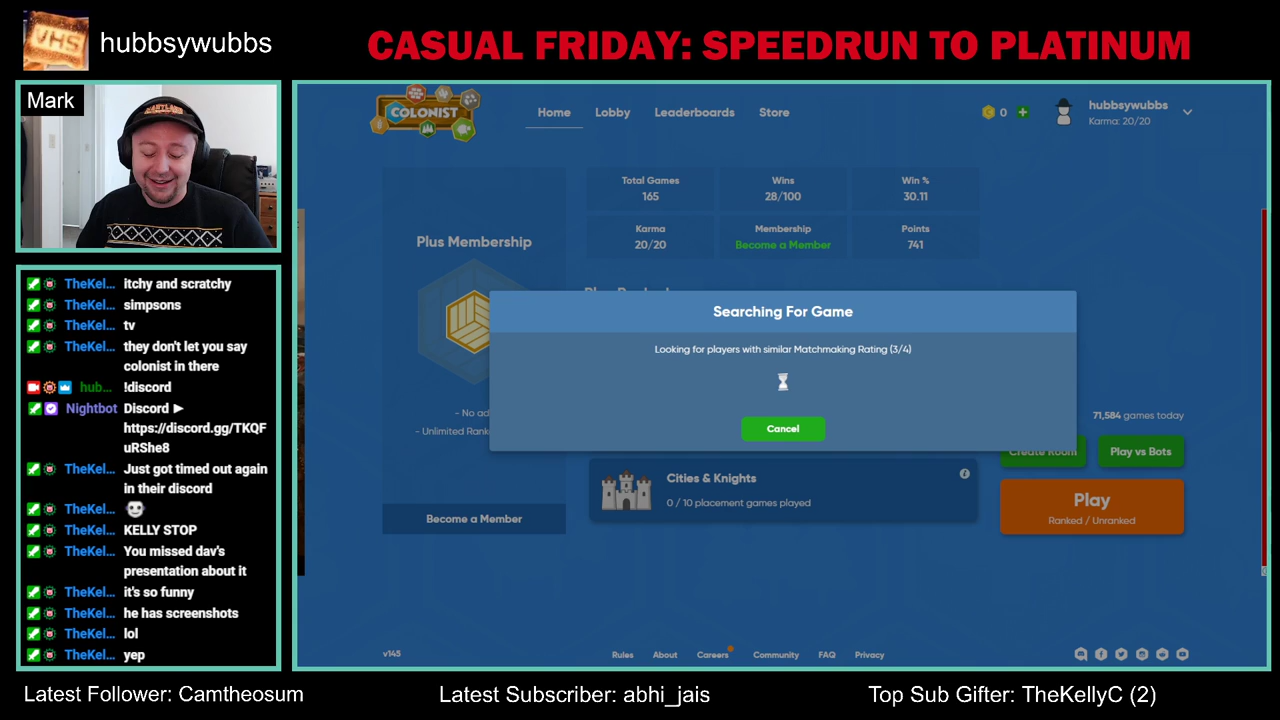 VHS
hubbsywubbs
CASUAL FRIDAY: SPEEDRUN TO PLATINUM
Mark
TheKel... itchy and scratchy
TheKel... simpsons
TheKel... tv
TheKel... they don't let you say
colonist in there
hub... !discord
Nightbot Discord ►
https://discord.gg/TKQF
uRShe8
TheKel... Just got timed out again
in their discord
TheKel...
TheKel... KELLY STOP
TheKel... You missed dav's
presentation about it
TheKel... it's so funny
TheKel... he has screenshots
TheKel... lol
TheKel... yep
COLONIST
Home Lobby Leaderboards Store
0
hubbsywubbs
Karma: 20/20
Plus Membership
Total Games
165
Wins
28/100
Win %
30.11
Karma
20/20
Membership
Become a Member
Points
741
Searching For Game
Looking for players with similar Matchmaking Rating (3/4)
Cancel
- No ad
- Unlimited Rank
Become a Member
Cities & Knights
0 / 10 placement games played
71,584 games today
Create Room
Play vs Bots
Play
Ranked / Unranked
v145
Rules About Careers Community FAQ Privacy
Latest Follower: Camtheosum
Latest Subscriber: abhi_jais
Top Sub Gifter: TheKellyC (2)